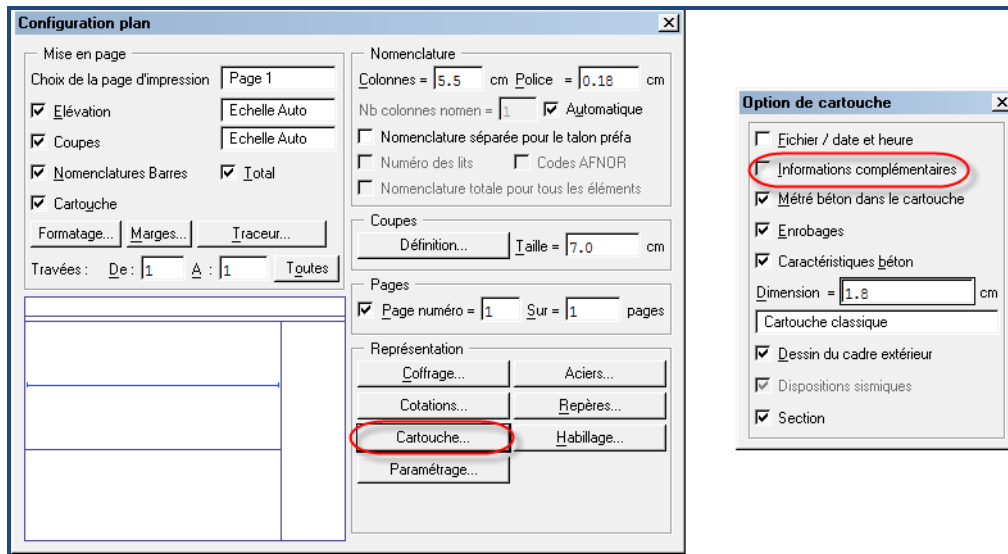 Configuration plan
Mise en page
Choix de la page d'impression Page 1
Elévation Echelle Auto
Coupes Echelle Auto
Nomenclatures Barres Total
Cartouche
Formatage... Marges... Traceur...
Travées : De : 1 A : 1 Toutes
Nomenclature
Colonnes = 5.5 cm Police = 0.18 cm
Nb colonnes nomen = 1 Automatique
Nomenclature séparée pour le talon préfa
Numéro des lits Codes AFNOR
Nomenclature totale pour tous les éléments
Coupes
Définition... Taille = 7.0 cm
Pages
Page numéro = 1 Sur = 1 pages
Représentation
Coffrage... Aciers...
Cotations... Repères...
Cartouche... Habillage...
Paramétrage...
Option de cartouche
Fichier / date et heure
Informations complémentaires
Métré béton dans le cartouche
Enrobages
Caractéristiques béton
Dimension = 1.8 cm
Cartouche classique
Dessin du cadre extérieur
Dispositions sismiques
Section